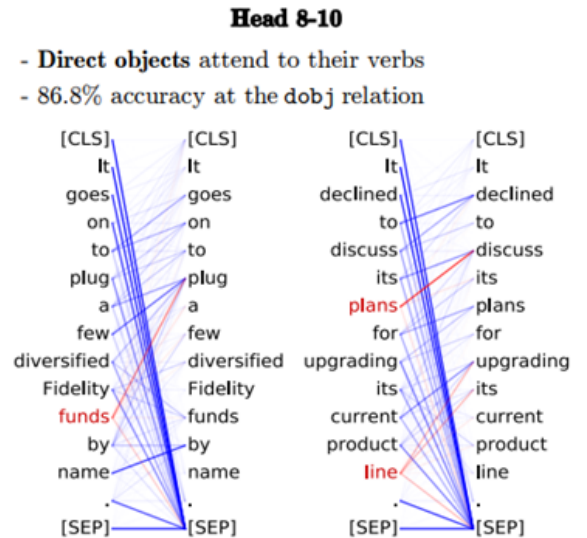 Head 8-10
- Direct objects attend to their verbs
- 86.8% accuracy at the dobj relation
[CLS] [CLS] [CLS] [CLS]
It It It It
goes goes declined declined
on on to to
to to discuss discuss
plug plug its its
a a plans plans
few few for for
diversified diversified upgrading upgrading
Fidelity Fidelity its its
funds funds current current
by by product product
name name line line
. . . .
[SEP] [SEP] [SEP] [SEP]